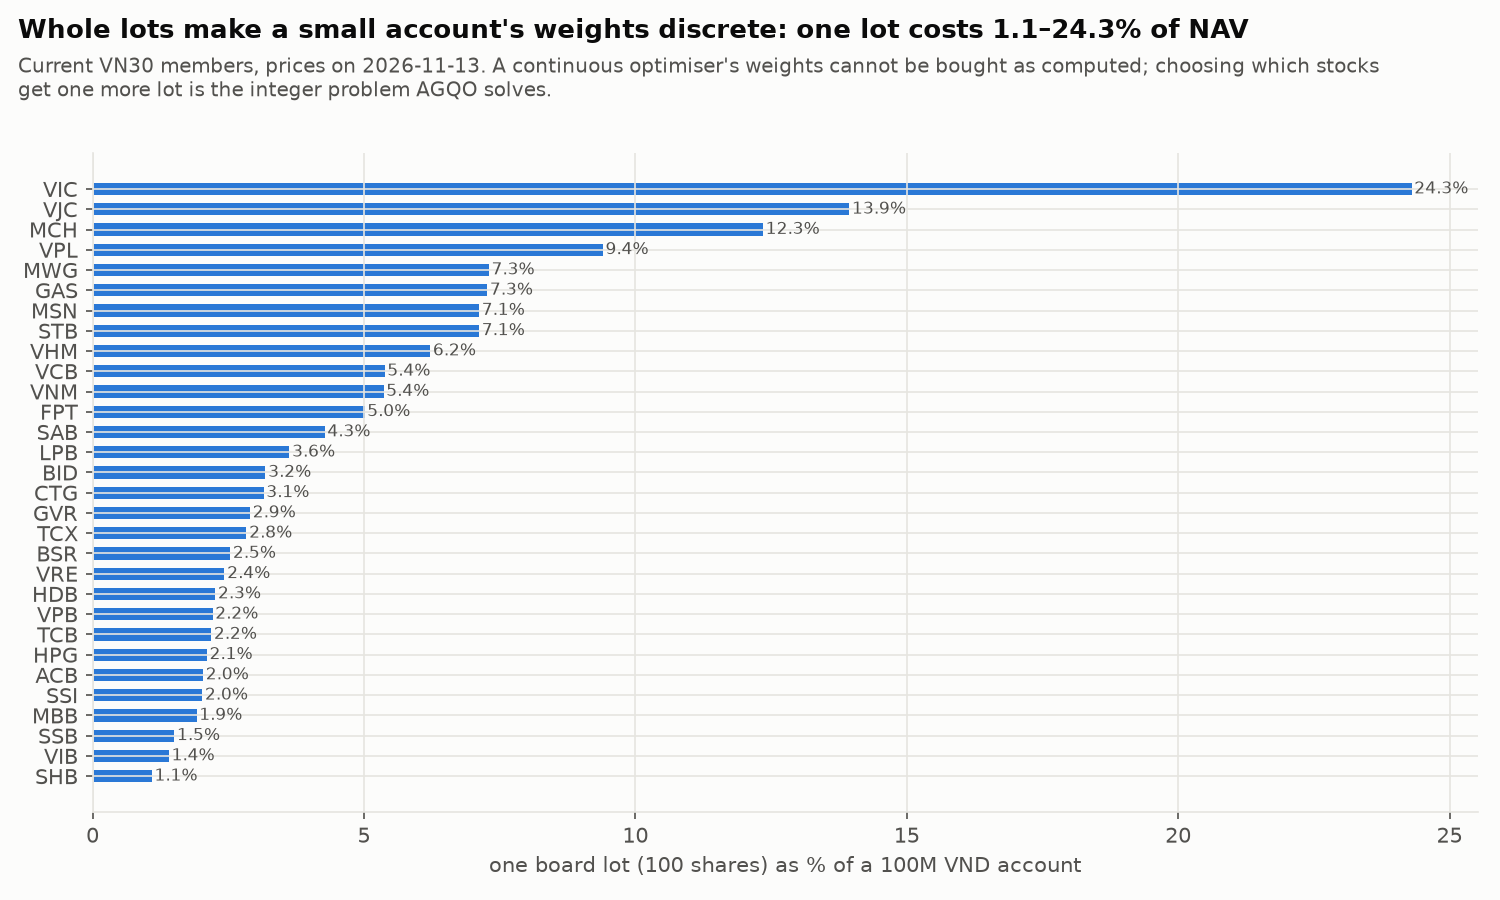 Whole lots make a small account's weights discrete: one lot costs 1.1–24.3% of NAV
Current VN30 members, prices on 2026-11-13. A continuous optimiser's weights cannot be bought as computed; choosing which stocks
get one more lot is the integer problem AGQO solves.
VIC 24.3%
VJC 13.9%
MCH 12.3%
VPL 9.4%
MWG 7.3%
GAS 7.3%
MSN 7.1%
STB 7.1%
VHM 6.2%
VCB 5.4%
VNM 5.4%
FPT 5.0%
SAB 4.3%
LPB 3.6%
BID 3.2%
CTG 3.1%
GVR 2.9%
TCX 2.8%
BSR 2.5%
VRE 2.4%
HDB 2.3%
VPB 2.2%
TCB 2.2%
HPG 2.1%
ACB 2.0%
SSI 2.0%
MBB 1.9%
SSB 1.5%
VIB 1.4%
SHB 1.1%
0 5 10 15 20 25
one board lot (100 shares) as % of a 100M VND account